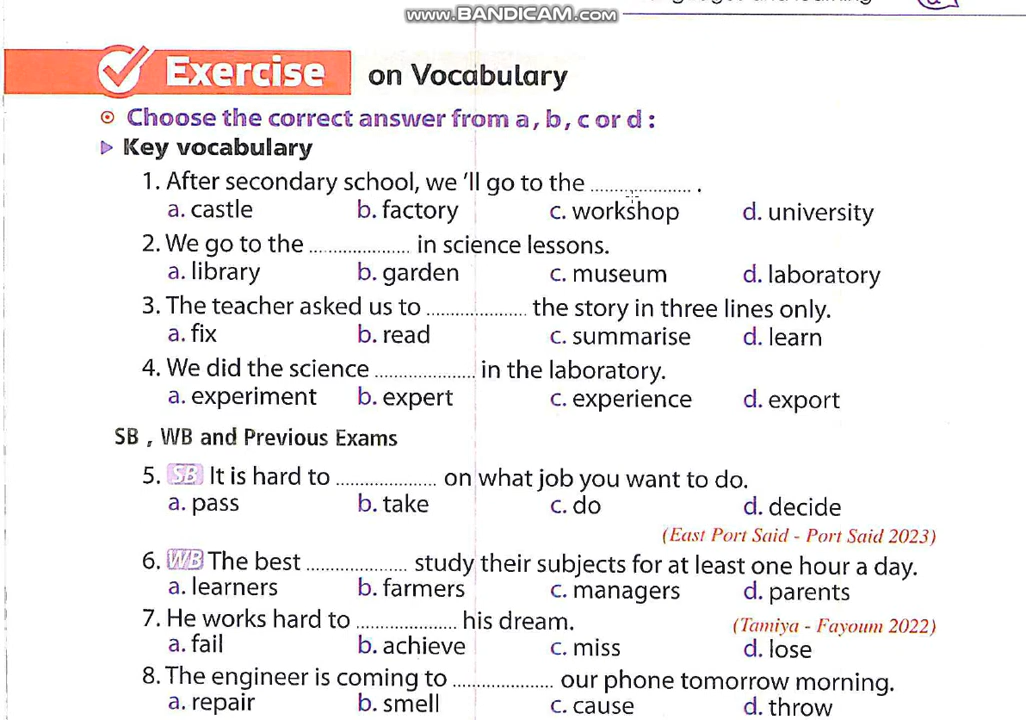 www.BANDICAM.com
Exercise on Vocabulary
Choose the correct answer from a, b, c or d :
Key vocabulary
1. After secondary school, we 'll go to the .................... .
a. castle b. factory c. workshop d. university
2. We go to the .................... in science lessons.
a. library b. garden c. museum d. laboratory
3. The teacher asked us to .................... the story in three lines only.
a. fix b. read c. summarise d. learn
4. We did the science .................... in the laboratory.
a. experiment b. expert c. experience d. export
SB , WB and Previous Exams
5. SB It is hard to .................... on what job you want to do.
a. pass b. take c. do d. decide
(East Port Said - Port Said 2023)
6. WB The best .................... study their subjects for at least one hour a day.
a. learners b. farmers c. managers d. parents
7. He works hard to .................... his dream. (Tamiya - Fayoum 2022)
a. fail b. achieve c. miss d. lose
8. The engineer is coming to .................... our phone tomorrow morning.
a. repair b. smell c. cause d. throw